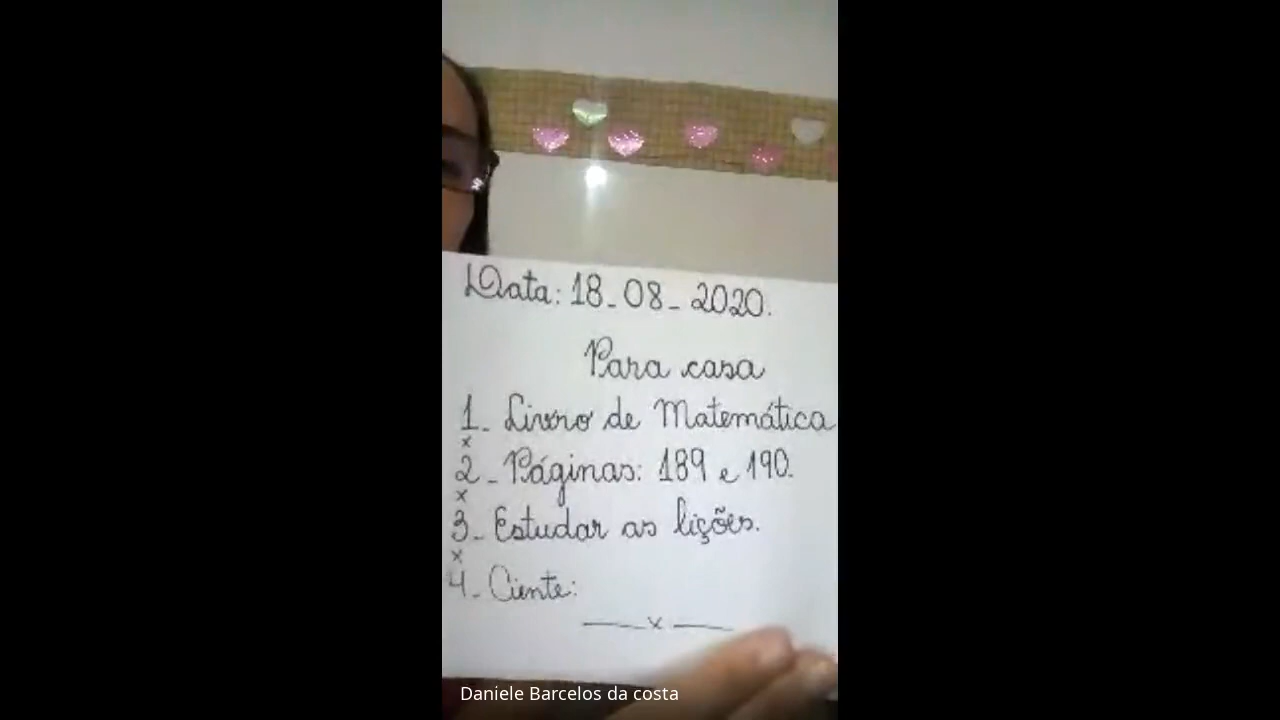 Data: 18-08-2020.
Para casa
1- Livro de Matemática
x
2- Páginas: 189 e 190.
x
3- Estudar as lições.
x
4- Ciente:
——x——
Daniele Barcelos da costa